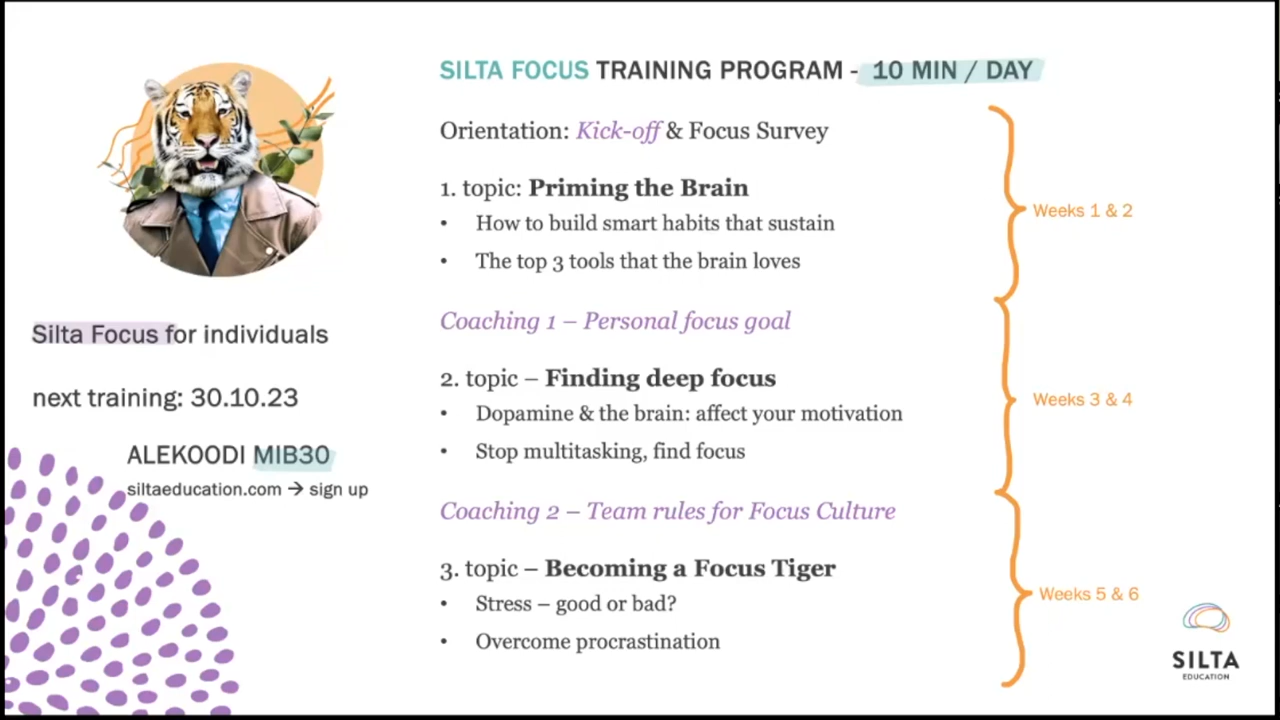 SILTA FOCUS TRAINING PROGRAM - 10 MIN / DAY
Orientation: Kick-off & Focus Survey
1. topic: Priming the Brain
• How to build smart habits that sustain
• The top 3 tools that the brain loves
Weeks 1 & 2
Coaching 1 – Personal focus goal
2. topic – Finding deep focus
• Dopamine & the brain: affect your motivation
• Stop multitasking, find focus
Weeks 3 & 4
Coaching 2 – Team rules for Focus Culture
3. topic – Becoming a Focus Tiger
• Stress – good or bad?
• Overcome procrastination
Weeks 5 & 6
Silta Focus for individuals
next training: 30.10.23
ALEKOODI MIB30
siltaeducation.com → sign up
SILTA
EDUCATION